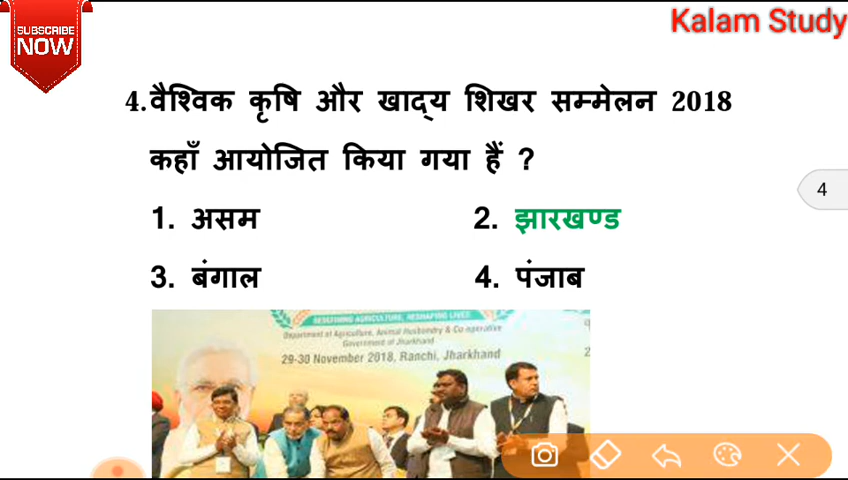 SUBSCRIBE
NOW
Kalam Study
4.वैश्विक कृषि और खाद्य शिखर सम्मेलन 2018
कहाँ आयोजित किया गया हैं ?
4
1. असम 2. झारखण्ड
3. बंगाल 4. पंजाब
REDEFINING AGRICULTURE, RESHAPING LIVES
Department of Agriculture, Animal Husbandry & Co-operative
Government of Jharkhand
29-30 November 2018, Ranchi, Jharkhand